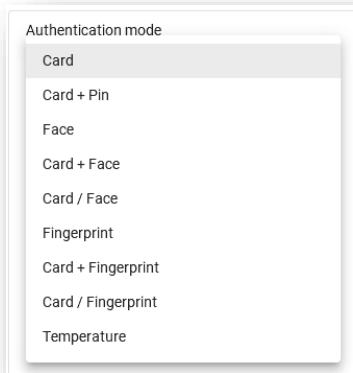 Authentication mode
Card
Card + Pin
Face
Card + Face
Card / Face
Fingerprint
Card + Fingerprint
Card / Fingerprint
Temperature